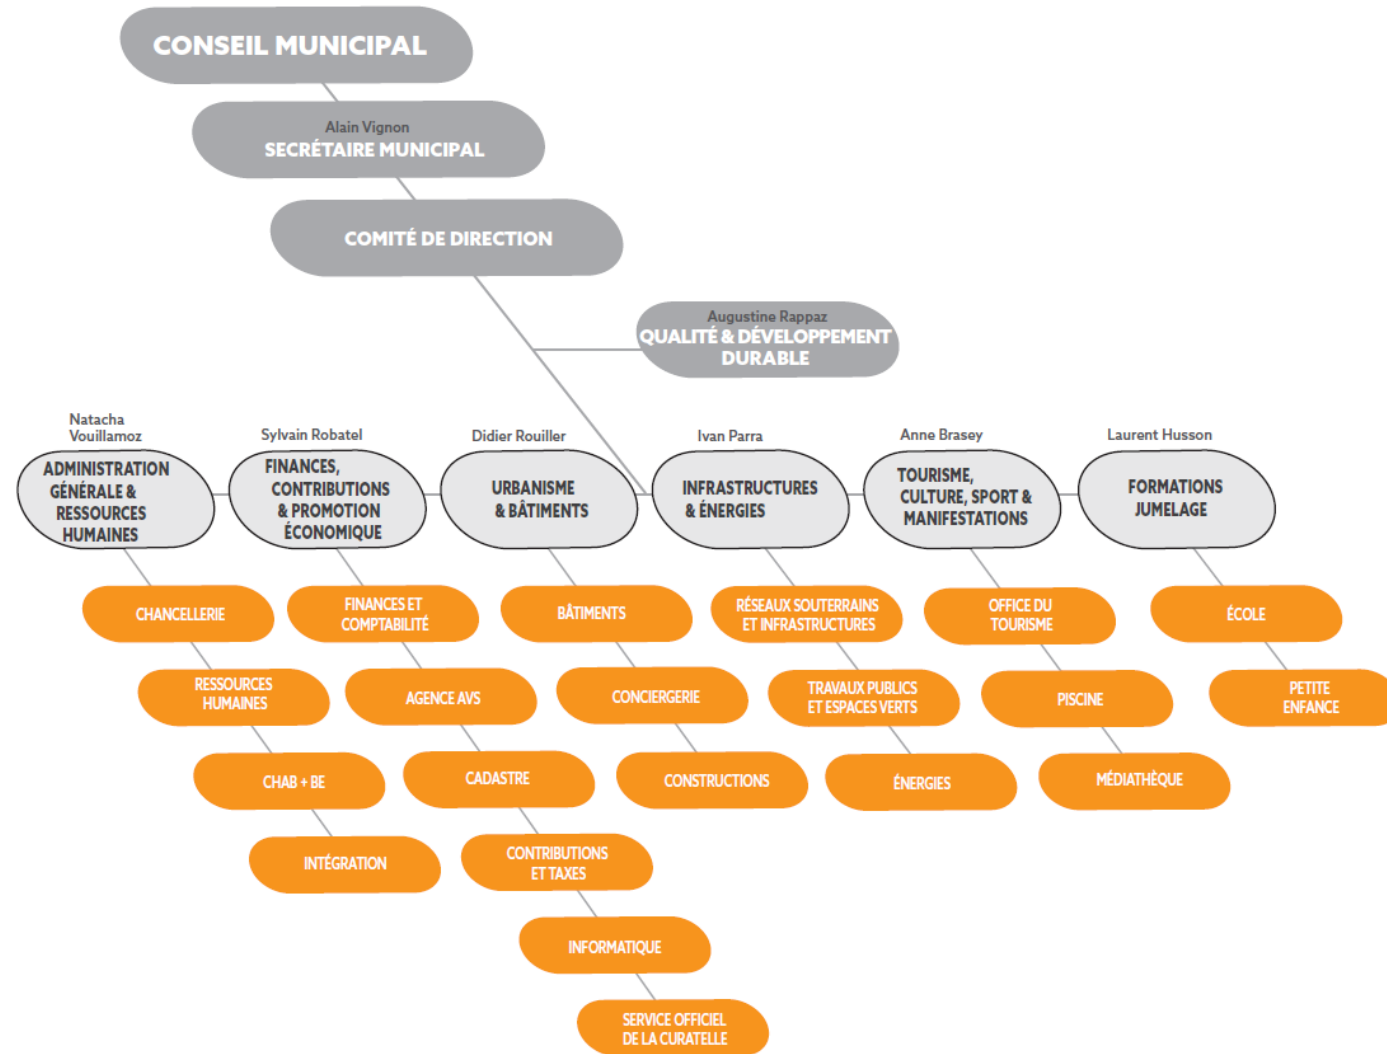 CONSEIL MUNICIPAL
Alain Vignon
SECRÉTAIRE MUNICIPAL
COMITÉ DE DIRECTION
Augustine Rappaz
QUALITÉ & DÉVELOPPEMENT
DURABLE
Natacha
Vouillamoz
ADMINISTRATION
GÉNÉRALE &
RESSOURCES
HUMAINES
Sylvain Robatel
FINANCES,
CONTRIBUTIONS
& PROMOTION
ÉCONOMIQUE
Didier Rouiller
URBANISME
& BÂTIMENTS
Ivan Parra
INFRASTRUCTURES
& ÉNERGIES
Anne Brasey
TOURISME,
CULTURE, SPORT &
MANIFESTATIONS
Laurent Husson
FORMATIONS
JUMELAGE
CHANCELLERIE
RESSOURCES
HUMAINES
CHAB + BE
INTÉGRATION
FINANCES ET
COMPTABILITÉ
AGENCE AVS
CADASTRE
CONTRIBUTIONS
ET TAXES
INFORMATIQUE
SERVICE OFFICIEL
DE LA CURATELLE
BÂTIMENTS
CONCIERGERIE
CONSTRUCTIONS
RÉSEAUX SOUTERRAINS
ET INFRASTRUCTURES
TRAVAUX PUBLICS
ET ESPACES VERTS
ÉNERGIES
OFFICE DU
TOURISME
PISCINE
MÉDIATHÈQUE
ÉCOLE
PETITE
ENFANCE